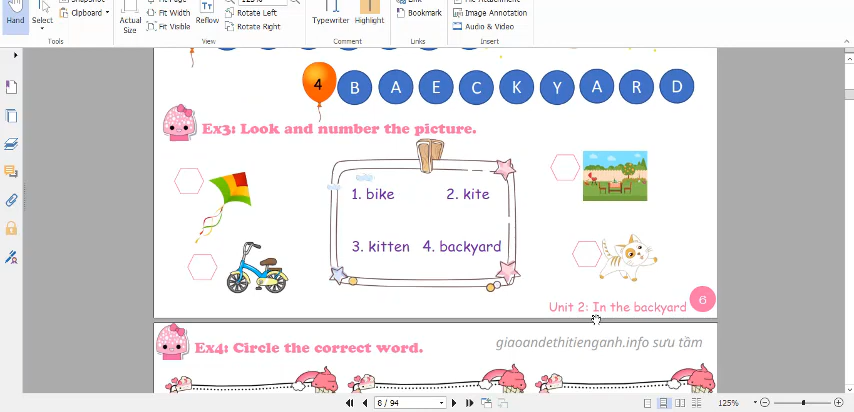 Hand
Select
Clipboard
Actual Size
Fit Width
Fit Visible
Reflow
Rotate Left
Rotate Right
Typewriter
Highlight
Bookmark
Image Annotation
Audio & Video
Tools
View
Comment
Links
Insert
4 B A E C K Y A R D
Ex3: Look and number the picture.
1. bike 2. kite
3. kitten 4. backyard
Unit 2: In the backyard 6
giaoandethitienganh.info sưu tầm
Ex4: Circle the correct word.
8 / 94
125%